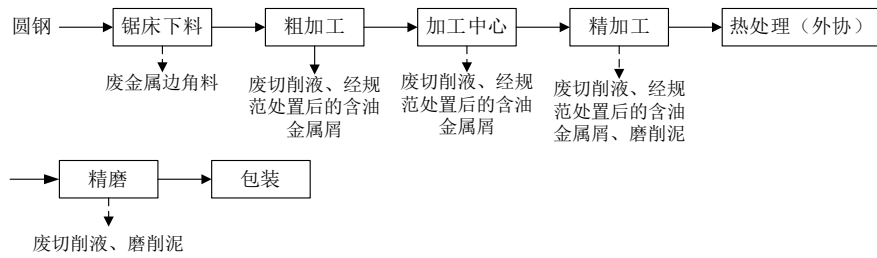 圆钢 锯床下料 粗加工 加工中心 精加工 热处理（外协）
废金属边角料
废切削液、经规
范处置后的含油
金属屑
废切削液、经规
范处置后的含油
金属屑
废切削液、经规
范处置后的含油
金属屑、磨削泥
精磨 包装
废切削液、磨削泥